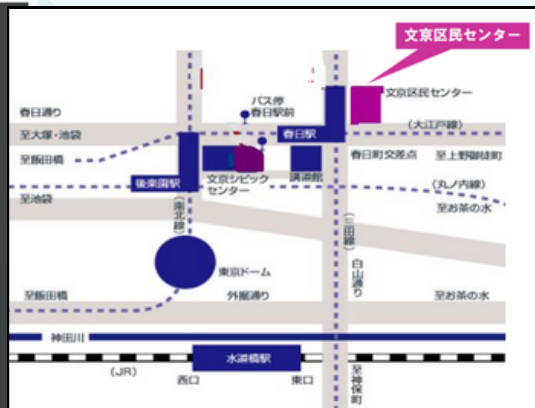 文京区民センター
文京区民センター
バス停
春日駅前
春日通り
(大江戸線)
至大塚・池袋
春日駅
至飯田橋
春日町交差点
至上野御徒町
後楽園駅
文京シビック
センター
講道館
(丸ノ内線)
至池袋
(南北線)
至お茶の水
(三田線)
白山通り
東京ドーム
至飯田橋
外堀通り
至お茶の水
神田川
水道橋駅
(JR)
西口
東口
至神保町